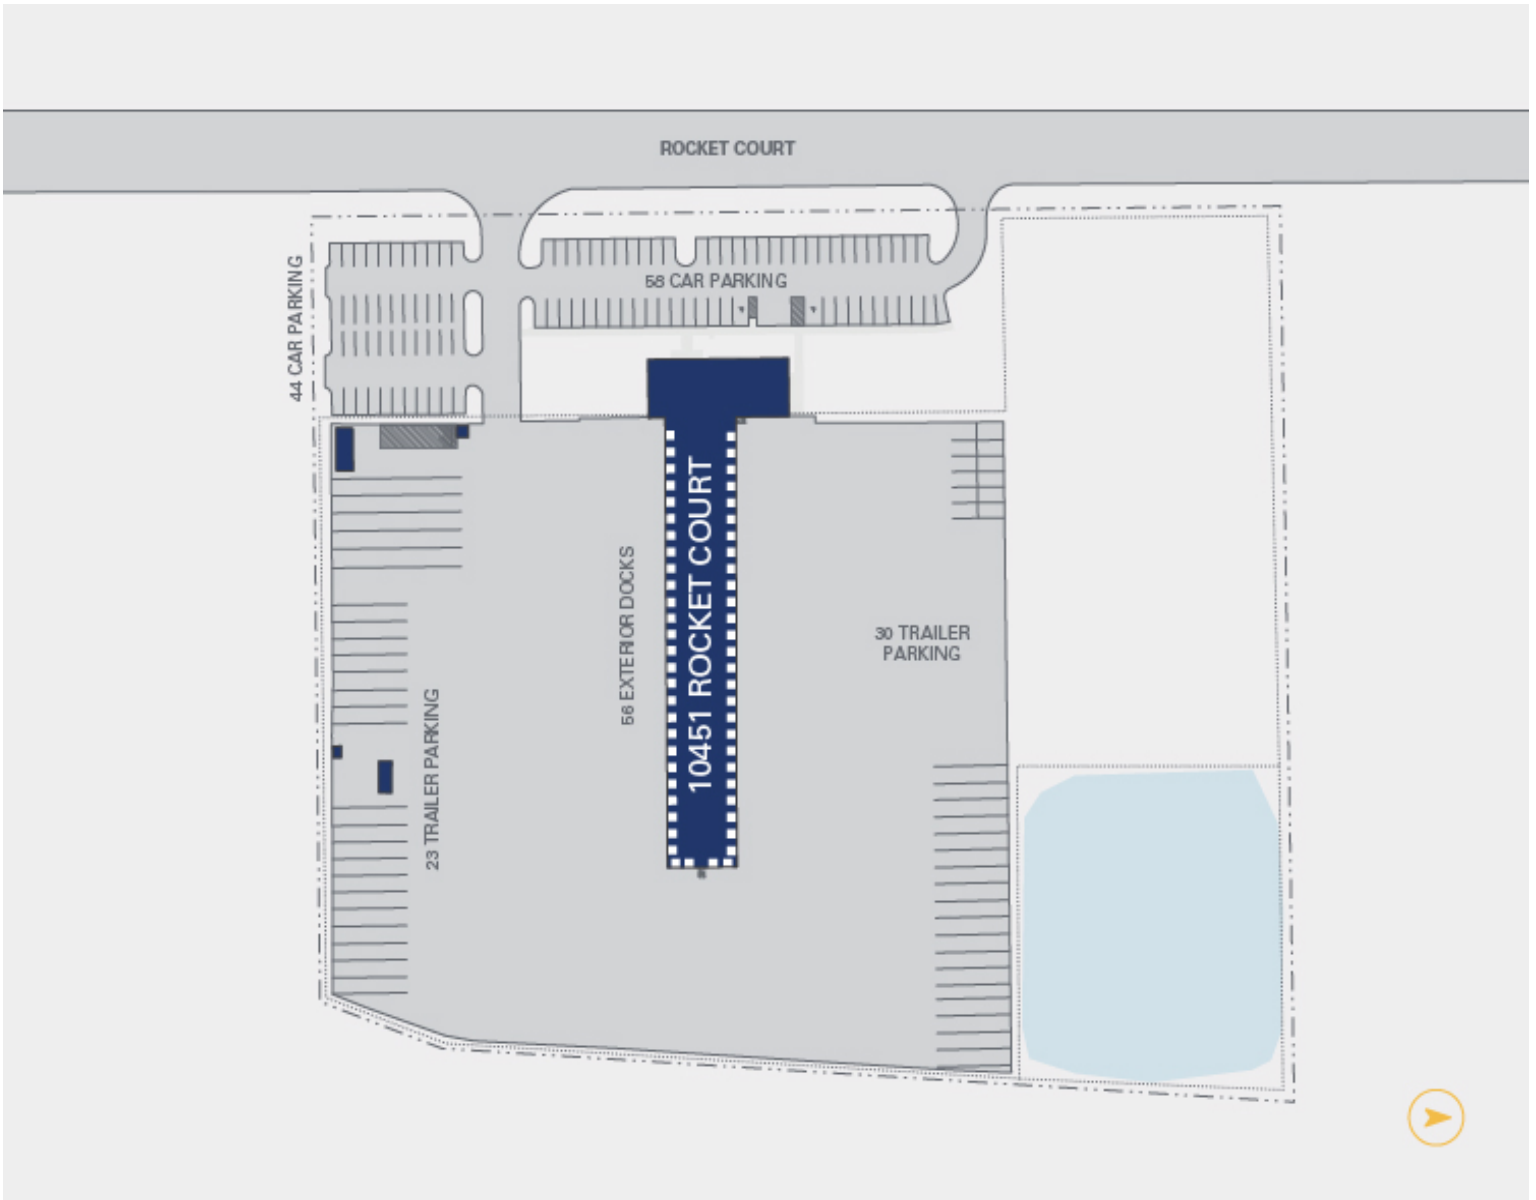 ROCKET COURT
58 CAR PARKING
44 CAR PARKING
10451 ROCKET COURT
56 EXTERIOR DOCKS
30 TRAILER
PARKING
23 TRAILER PARKING